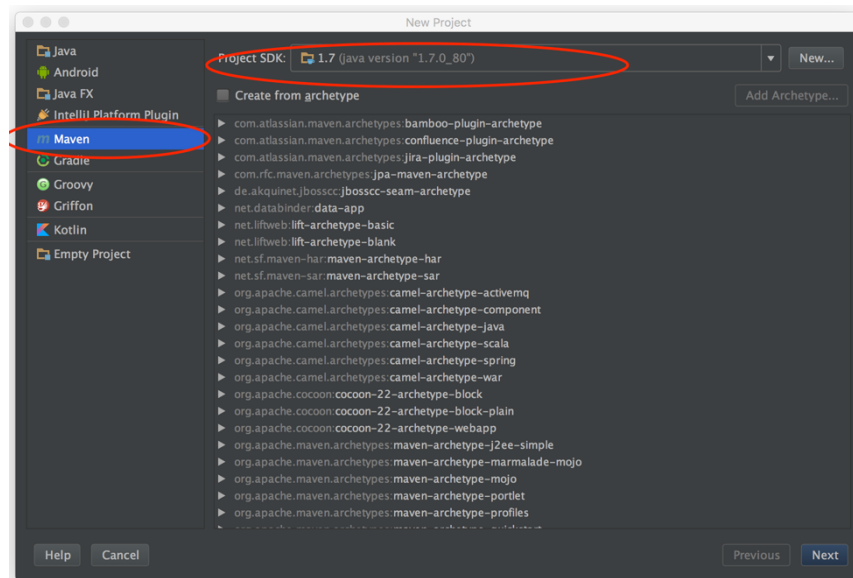 New Project
Java
Android
Java FX
IntelliJ Platform Plugin
Maven
Gradle
Groovy
Griffon
Kotlin
Empty Project
Project SDK: 1.7 (java version "1.7.0_80") New...
Create from archetype Add Archetype...
com.atlassian.maven.archetypes:bamboo-plugin-archetype
com.atlassian.maven.archetypes:confluence-plugin-archetype
com.atlassian.maven.archetypes:jira-plugin-archetype
com.rfc.maven.archetypes:jpa-maven-archetype
de.akquinet.jbosscc:jbosscc-seam-archetype
net.databinder:data-app
net.liftweb:lift-archetype-basic
net.liftweb:lift-archetype-blank
net.sf.maven-har:maven-archetype-har
net.sf.maven-sar:maven-archetype-sar
org.apache.camel.archetypes:camel-archetype-activemq
org.apache.camel.archetypes:camel-archetype-component
org.apache.camel.archetypes:camel-archetype-java
org.apache.camel.archetypes:camel-archetype-scala
org.apache.camel.archetypes:camel-archetype-spring
org.apache.camel.archetypes:camel-archetype-war
org.apache.cocoon:cocoon-22-archetype-block
org.apache.cocoon:cocoon-22-archetype-block-plain
org.apache.cocoon:cocoon-22-archetype-webapp
org.apache.maven.archetypes:maven-archetype-j2ee-simple
org.apache.maven.archetypes:maven-archetype-marmalade-mojo
org.apache.maven.archetypes:maven-archetype-mojo
org.apache.maven.archetypes:maven-archetype-portlet
org.apache.maven.archetypes:maven-archetype-profiles
Help Cancel Previous Next